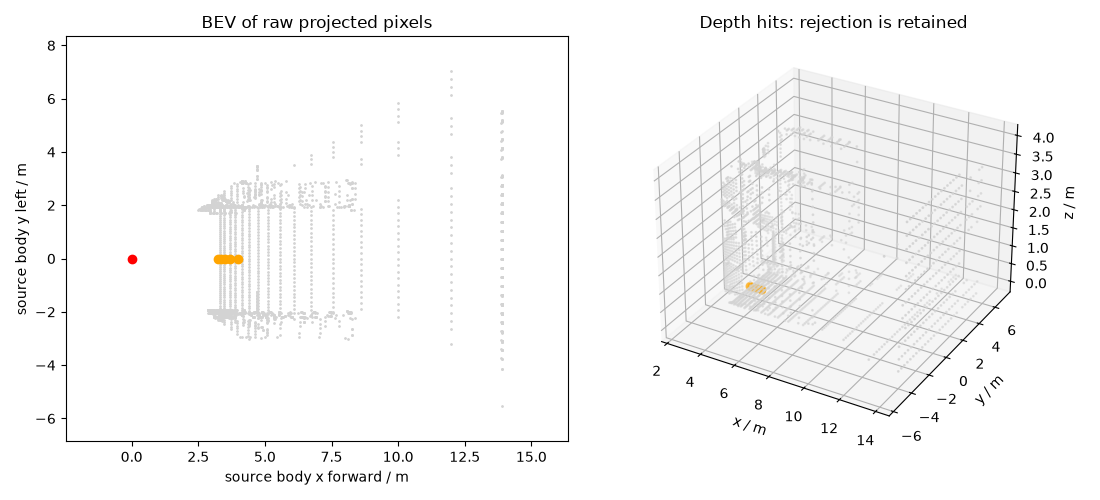 BEV of raw projected pixels
8
6
4
2
0
−2
−4
−6
source body y left / m
0.0 2.5 5.0 7.5 10.0 12.5 15.0
source body x forward / m
Depth hits: rejection is retained
4.0
3.5
3.0
2.5
2.0
1.5
1.0
0.5
0.0
z / m
2 4 6 8 10 12 14
x / m
6
4
2
0
−2
−4
−6
y / m